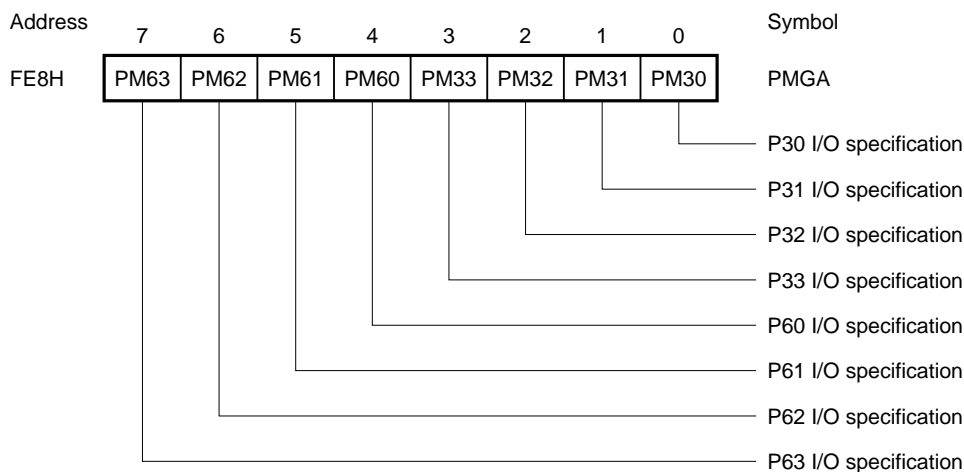 Address 7 6 5 4 3 2 1 0 Symbol
FE8H PM63 PM62 PM61 PM60 PM33 PM32 PM31 PM30 PMGA
P30 I/O specification
P31 I/O specification
P32 I/O specification
P33 I/O specification
P60 I/O specification
P61 I/O specification
P62 I/O specification
P63 I/O specification